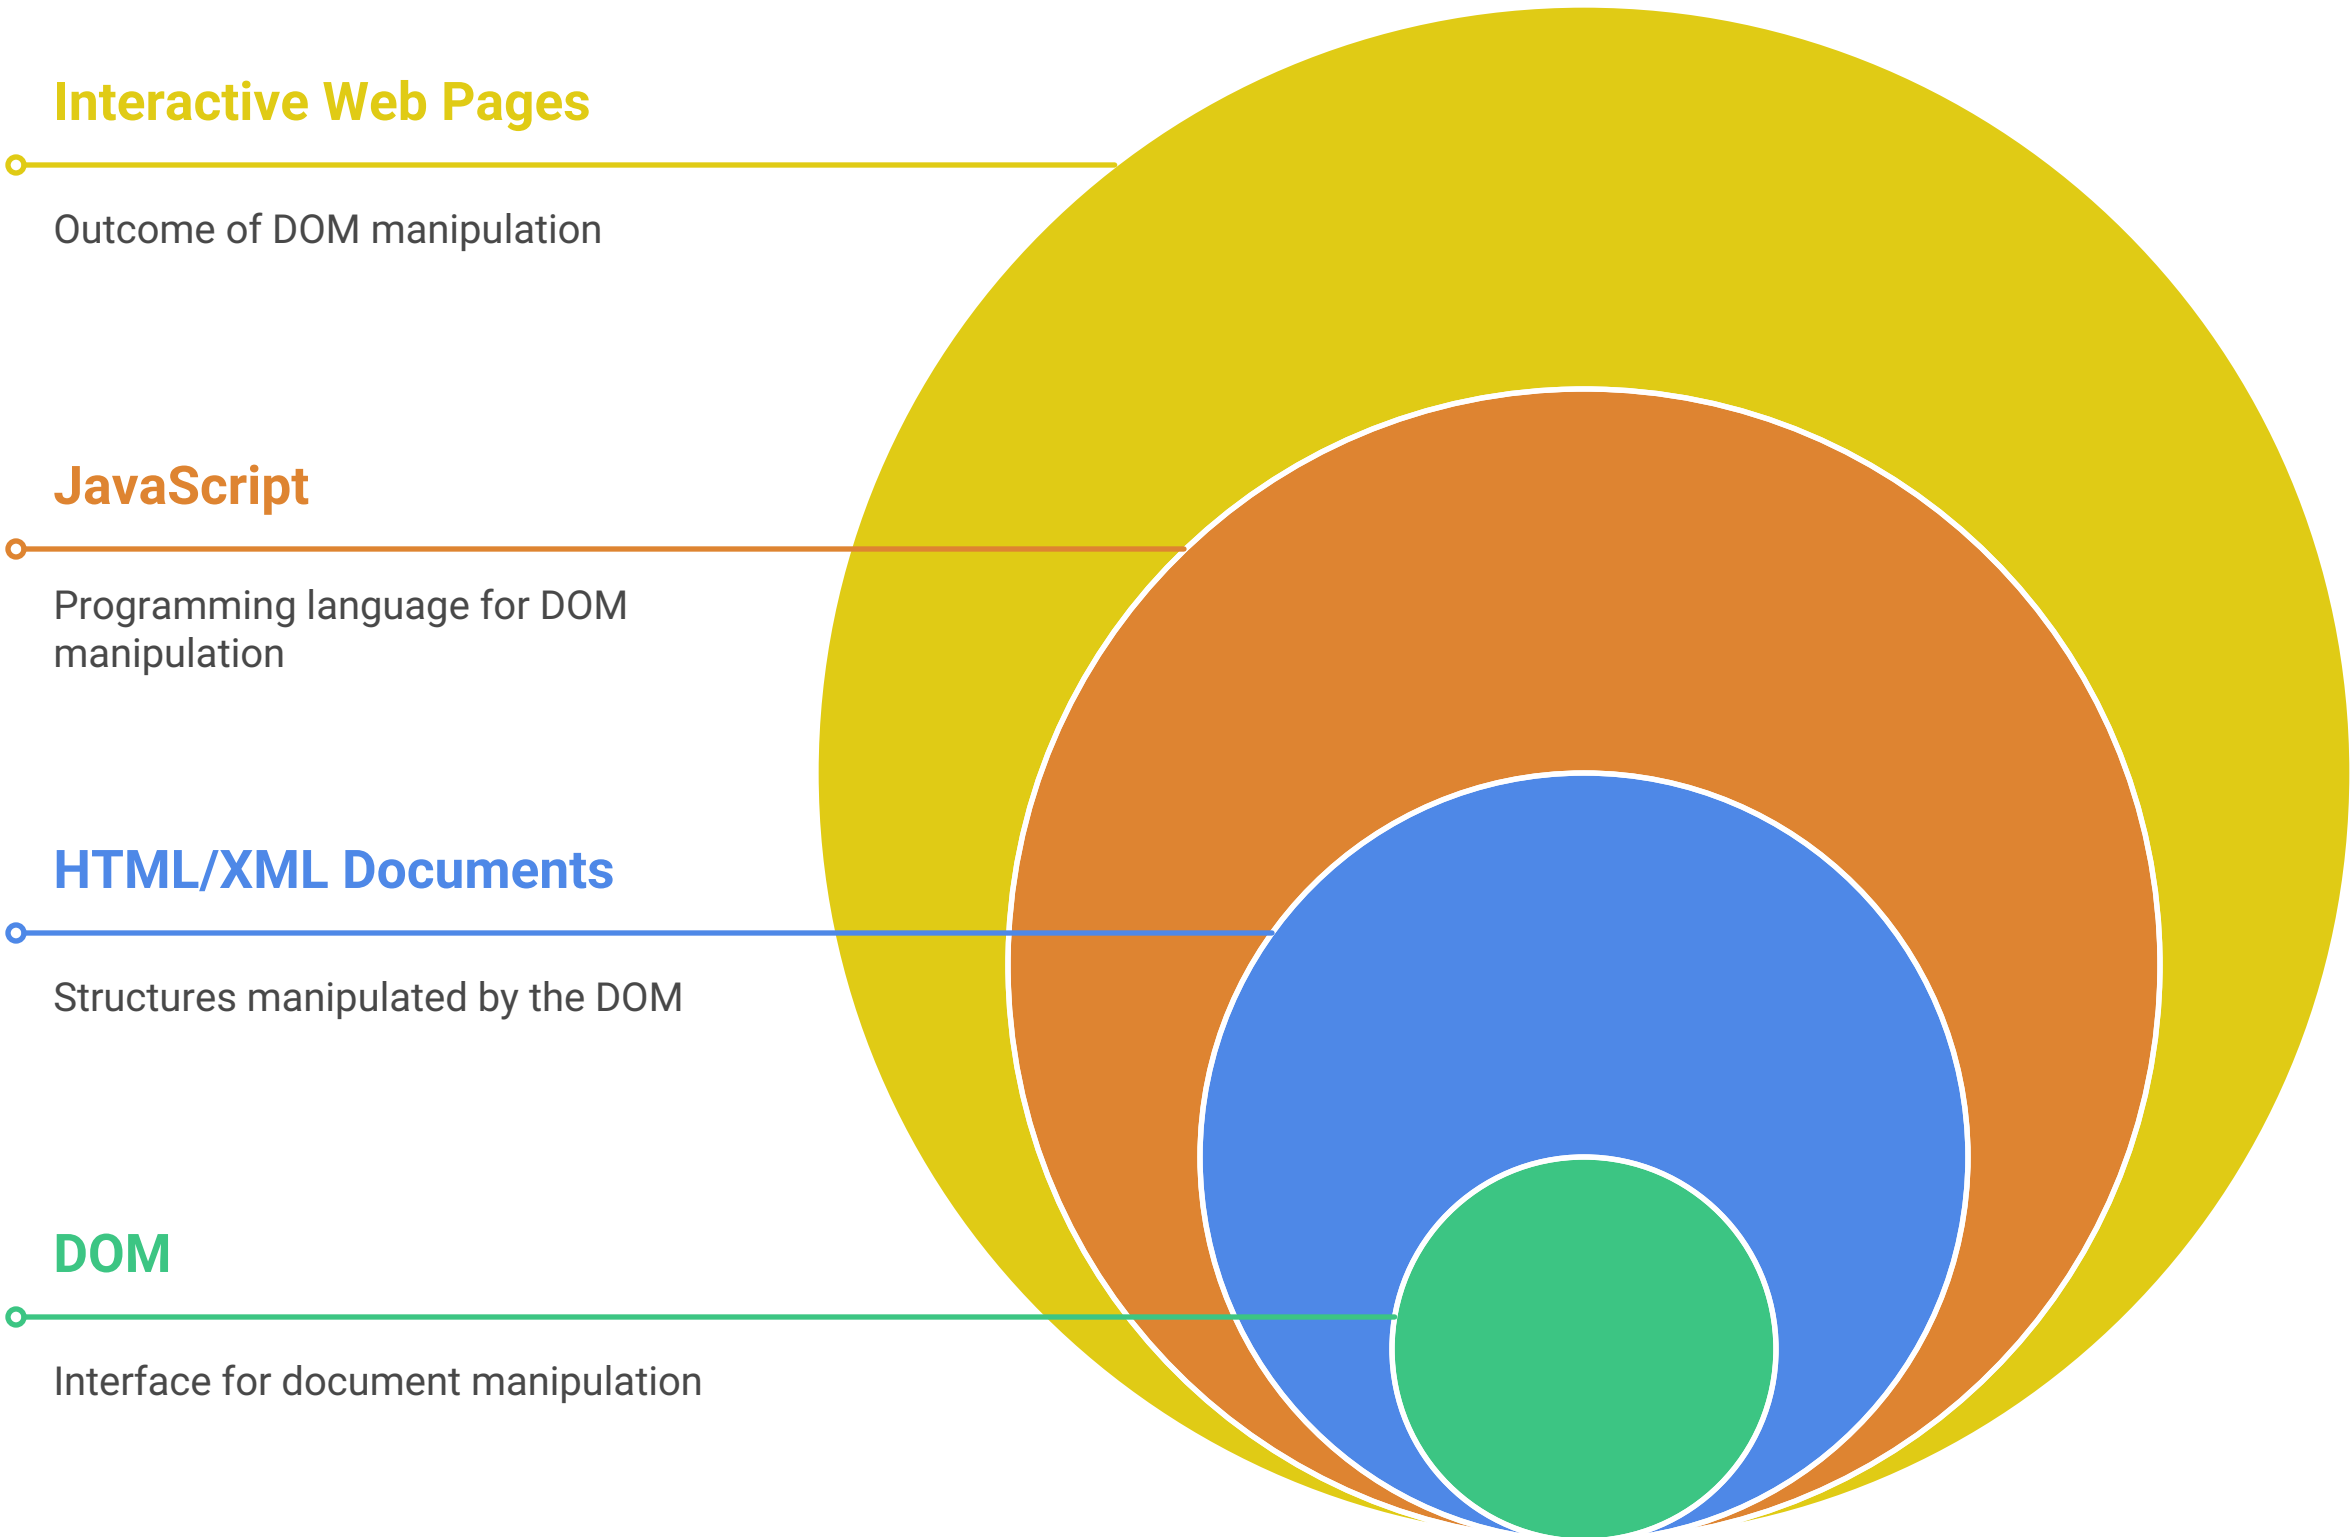 Interactive Web Pages
Outcome of DOM manipulation
JavaScript
Programming language for DOM
manipulation
HTML/XML Documents
Structures manipulated by the DOM
DOM
Interface for document manipulation